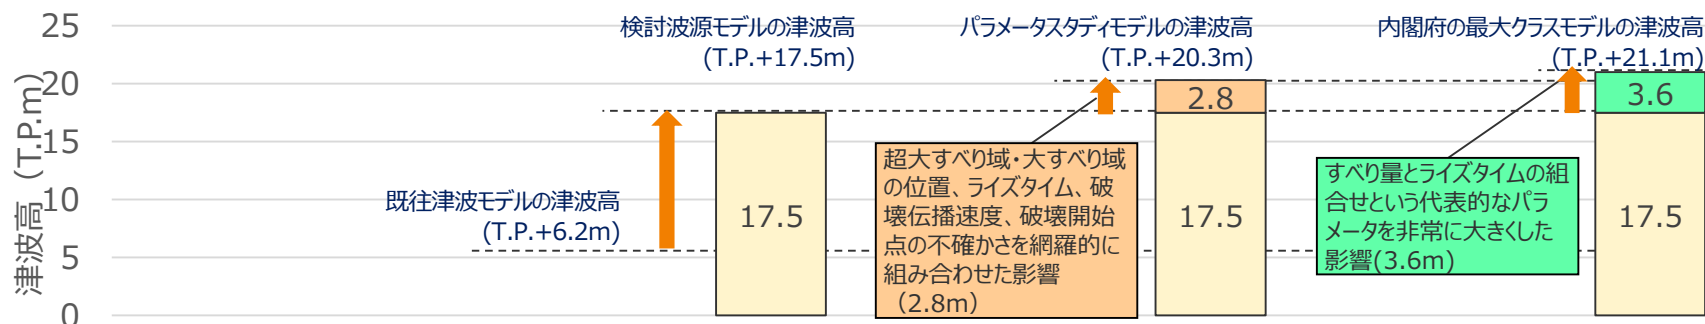 25
20
15
10
5
0
津波高（T.P.m）
検討波源モデルの津波高
(T.P.+17.5m)
パラメータスタディモデルの津波高
(T.P.+20.3m)
内閣府の最大クラスモデルの津波高
(T.P.+21.1m)
既往津波モデルの津波高
(T.P.+6.2m)
17.5
2.8
17.5
3.6
17.5
超大すべり域・大すべり域
の位置、ライズタイム、破
壊伝播速度、破壊開始
点の不確かさを網羅的に
組み合わせた影響
（2.8m）
すべり量とライズタイムの組
合せという代表的なパラ
メータを非常に大きくした
影響(3.6m)